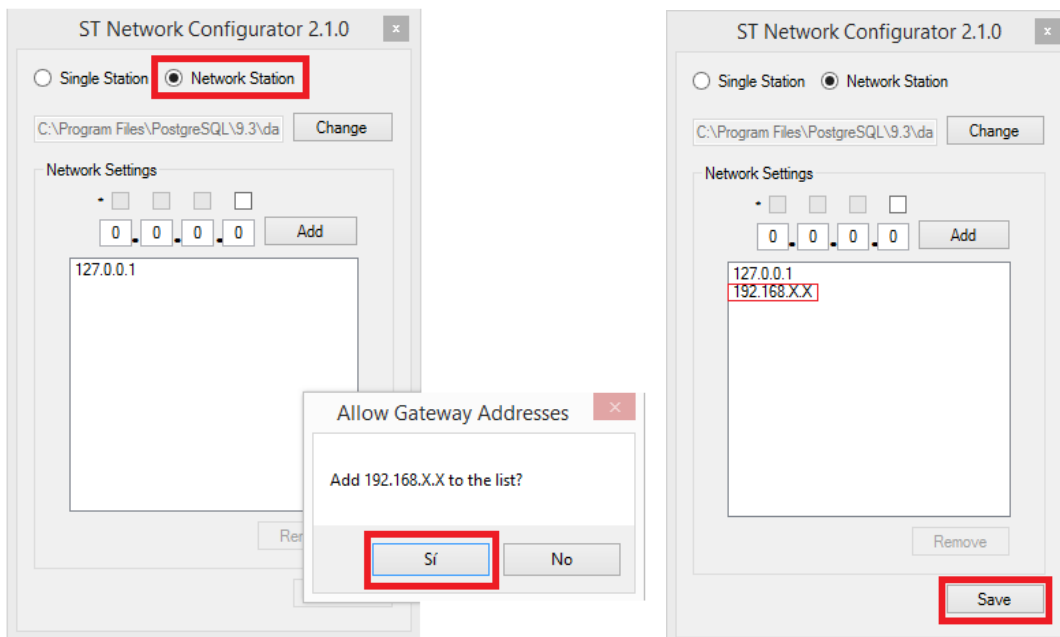 ST Network Configurator 2.1.0
x
Single Station
Network Station
C:\Program Files\PostgreSQL\9.3\da
Change
Network Settings
*
0 . 0 . 0 . 0
Add
127.0.0.1
Rer
Allow Gateway Addresses
×
Add 192.168.X.X to the list?
Sí
No
ST Network Configurator 2.1.0
x
Single Station
Network Station
C:\Program Files\PostgreSQL\9.3\da
Change
Network Settings
*
0 . 0 . 0 . 0
Add
127.0.0.1
192.168.X.X
Remove
Save